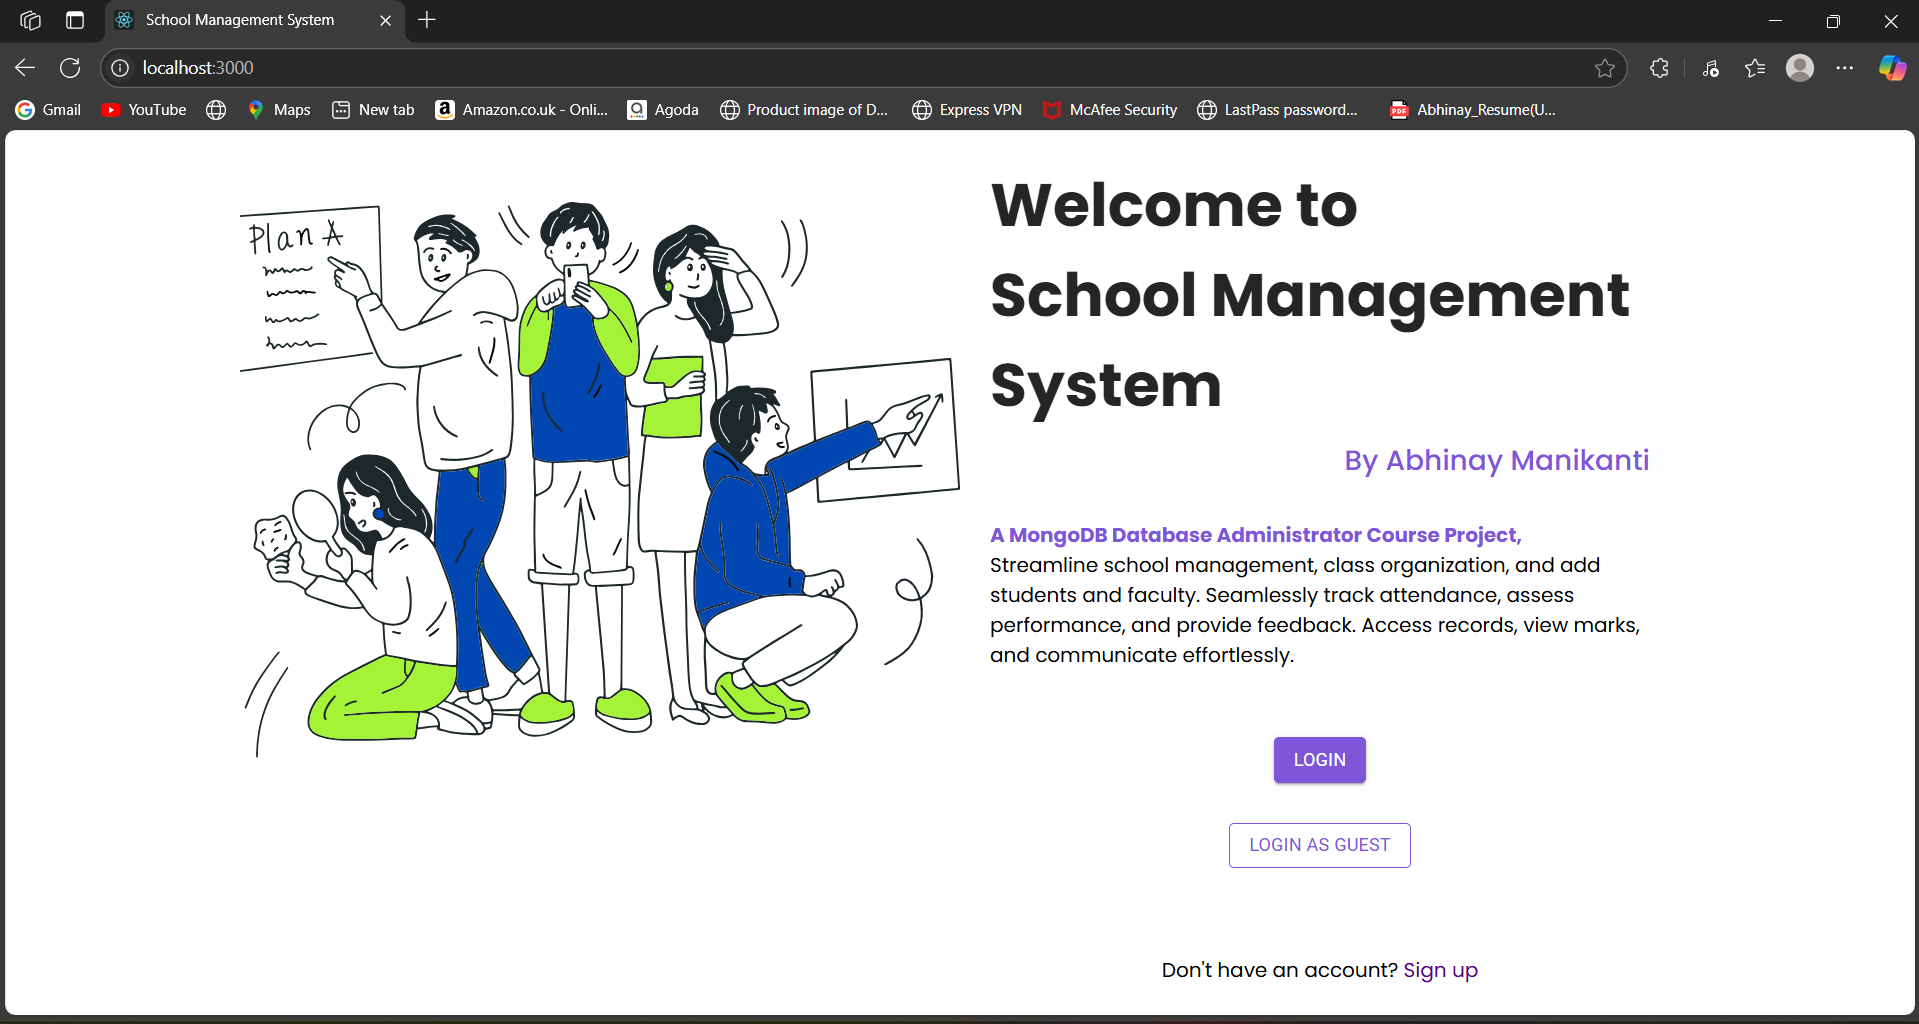 School Management System
localhost:3000
Gmail YouTube Maps New tab Amazon.co.uk - Onli... Agoda Product image of D... Express VPN McAfee Security LastPass password... Abhinay_Resume(U...
Plan A
Welcome to
School Management
System
By Abhinay Manikanti
A MongoDB Database Administrator Course Project,
Streamline school management, class organization, and add
students and faculty. Seamlessly track attendance, assess
performance, and provide feedback. Access records, view marks,
and communicate effortlessly.
LOGIN
LOGIN AS GUEST
Don't have an account? Sign up